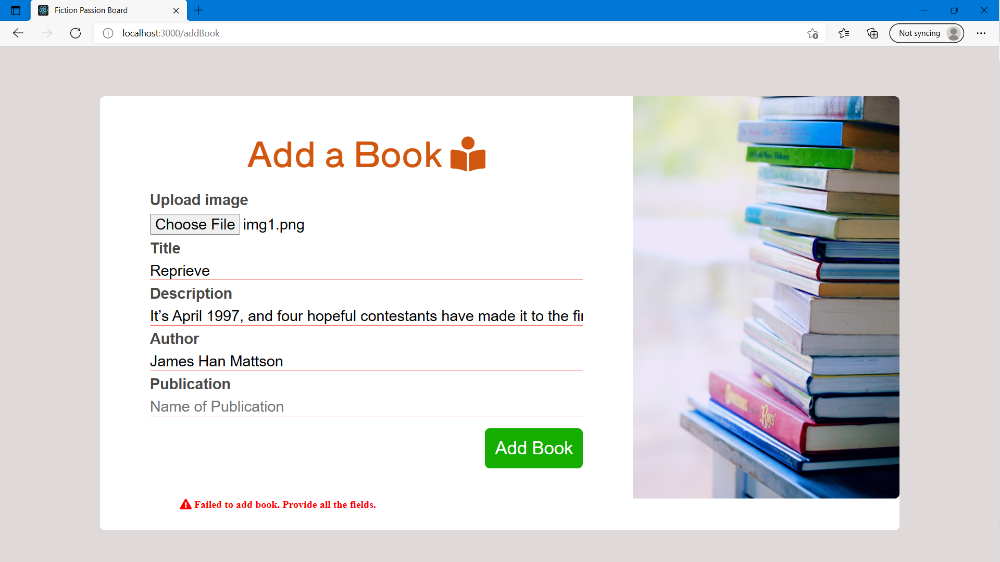 Fiction Passion Board
localhost:3000/addBook
Not syncing
Add a Book
Upload image
Choose File img1.png
Title
Reprieve
Description
It’s April 1997, and four hopeful contestants have made it to the
Author
James Han Mattson
Publication
Name of Publication
Add Book
Failed to add book. Provide all the fields.
Boys'